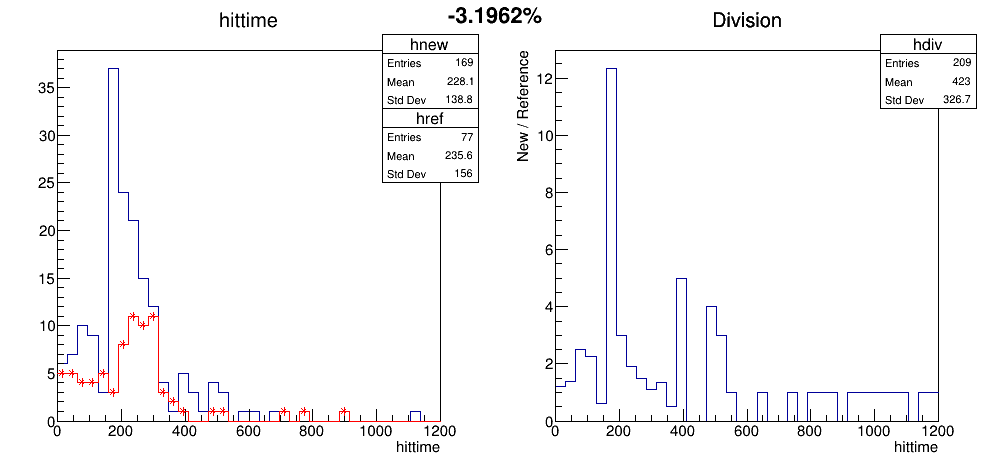 -3.1962%
hittime
hnew
Entries 169
Mean 228.1
Std Dev 138.8
href
Entries 77
Mean 235.6
Std Dev 156
35
30
25
20
15
10
5
0
0 200 400 600 800 1000 1200
hittime
Division
hdiv
Entries 209
Mean 423
Std Dev 326.7
New / Reference
12
10
8
6
4
2
0
0 200 400 600 800 1000 1200
hittime